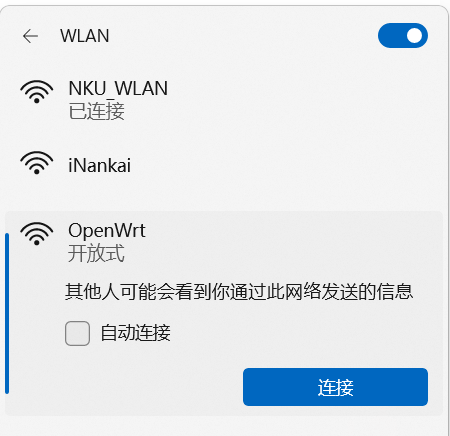 WLAN
NKU_WLAN
已连接
iNankai
OpenWrt
开放式
其他人可能会看到你通过此网络发送的信息
自动连接
连接